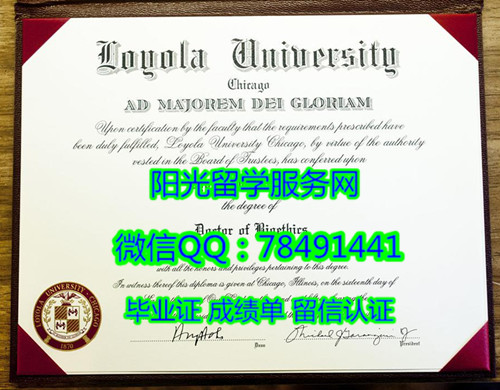 Loyola University
Chicago
AD MAJOREM DEI GLORIAM
Upon certification by the faculty that the requirements prescribed have
been duly fulfilled, Loyola University Chicago, by virtue of the authority
vested in the Board of Trustees, has conferred upon
阳光留学服务网
the degree of
Doctor of Bioethics
微信QQ：78491441
with all the honors and privileges pertaining to this degree.
In witness thereof this diploma is given at Chicago, Illinois, on the sixteenth day of
毕业证 成绩单 留信认证
LOYOLA UNIVERSITY CHICAGO
1870
Dean
President